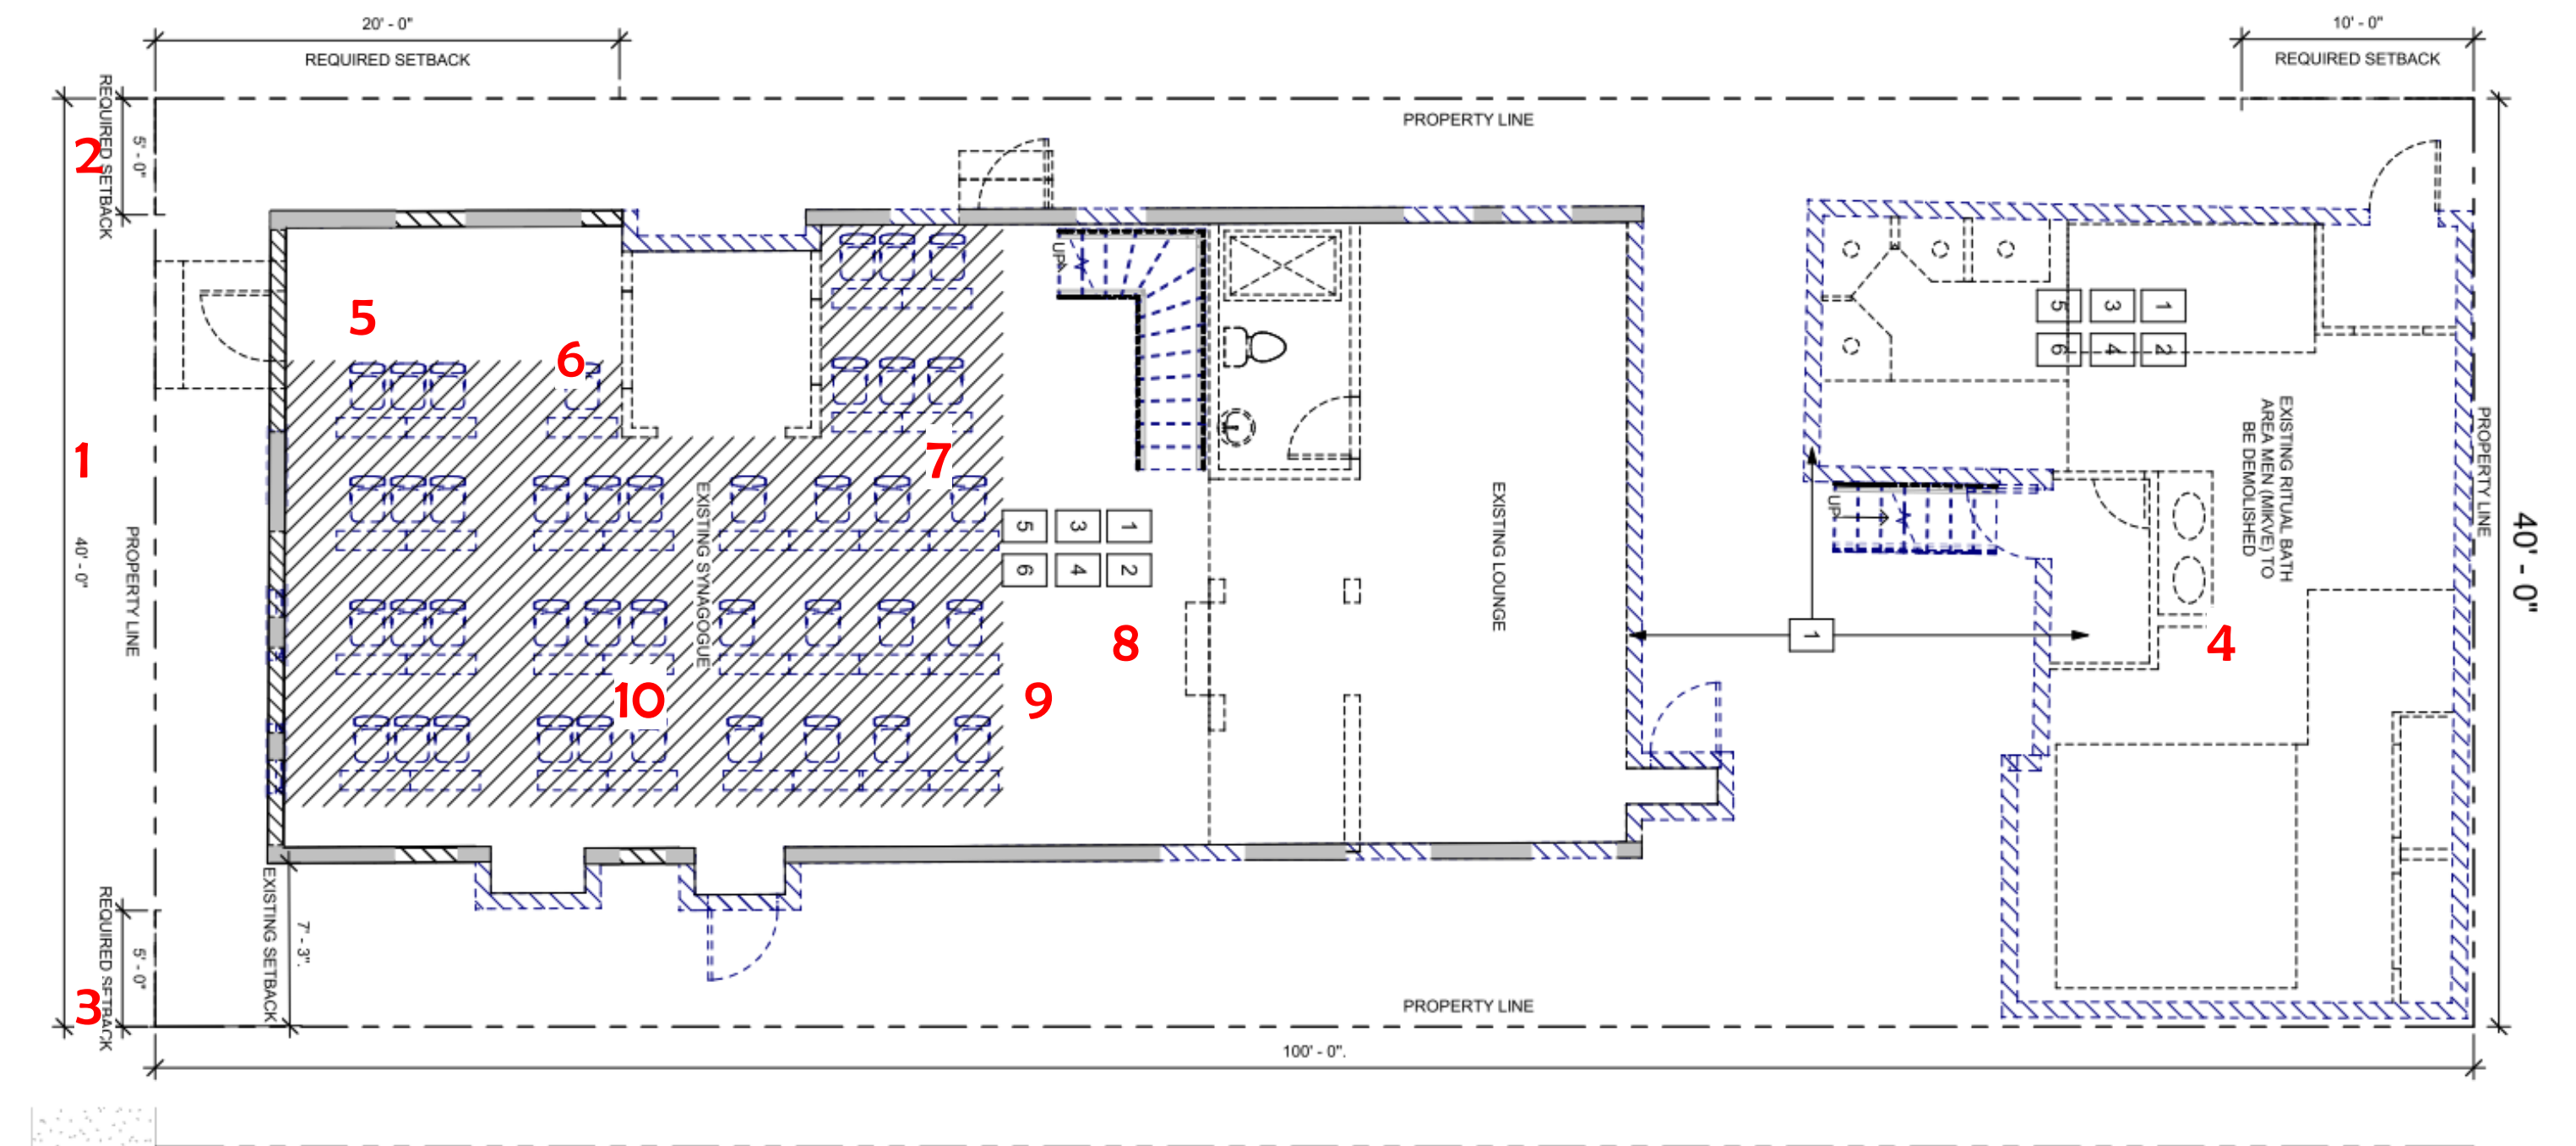 20' - 0"
REQUIRED SETBACK
10' - 0"
REQUIRED SETBACK
REQUIRED SETBACK
5' - 0"
2
PROPERTY LINE
UP
5
6
5 3 1
6 4 2
1
40' - 0"
PROPERTY LINE
7
EXISTING SYNAGOGUE
5 3 1
6 4 2
EXISTING LOUNGE
UP
EXISTING RITUAL BATH
AREA MEN (MIKVE) TO
BE DEMOLISHED
PROPERTY LINE
40' - 0"
8
1
4
9
10
REQUIRED SETBACK
5' - 0"
3
EXISTING SETBACK
7' - 3".
PROPERTY LINE
100' - 0".